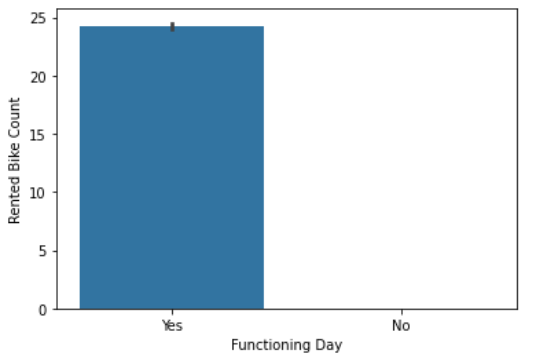 25
20
15
10
5
0
Rented Bike Count
Yes No
Functioning Day